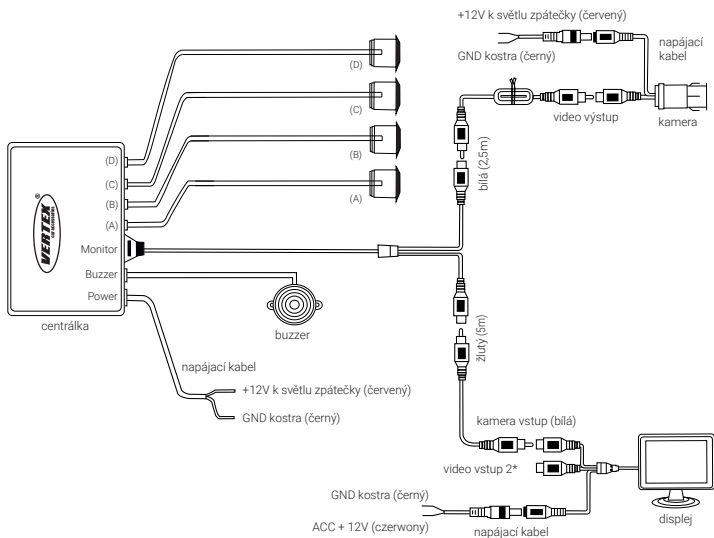 +12V k světlu zpátečky (červený)
GND kostra (černý)
napájací
kabel
video výstup
kamera
(D)
(C)
(B)
(A)
bílá (2,5m)
(D)
(C)
(B)
(A)
Monitor
Buzzer
Power
VERTEX
®
centrálka
buzzer
žlutý (5m)
napájací kabel
+12V k světlu zpátečky (červený)
GND kostra (černý)
kamera vstup (bílá)
video vstup 2*
GND kostra (černý)
ACC + 12V (czerwony)
napájací kabel
displej